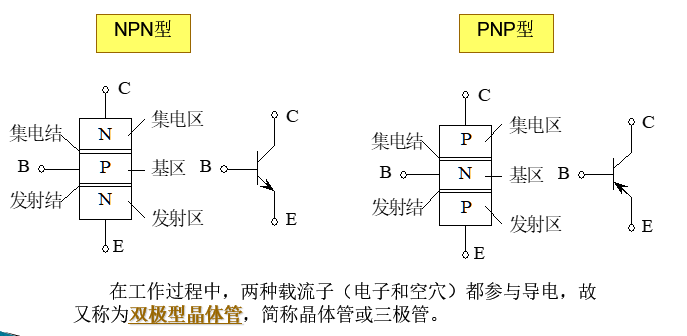 NPN型
PNP型
C
集电区
集电结
N
B
P
基区
发射结
N
发射区
E
B
C
E
C
集电区
集电结
P
B
N
基区
发射结
P
发射区
E
B
C
E
在工作过程中，两种载流子（电子和空穴）都参与导电，故
又称为双极型晶体管，简称晶体管或三极管。